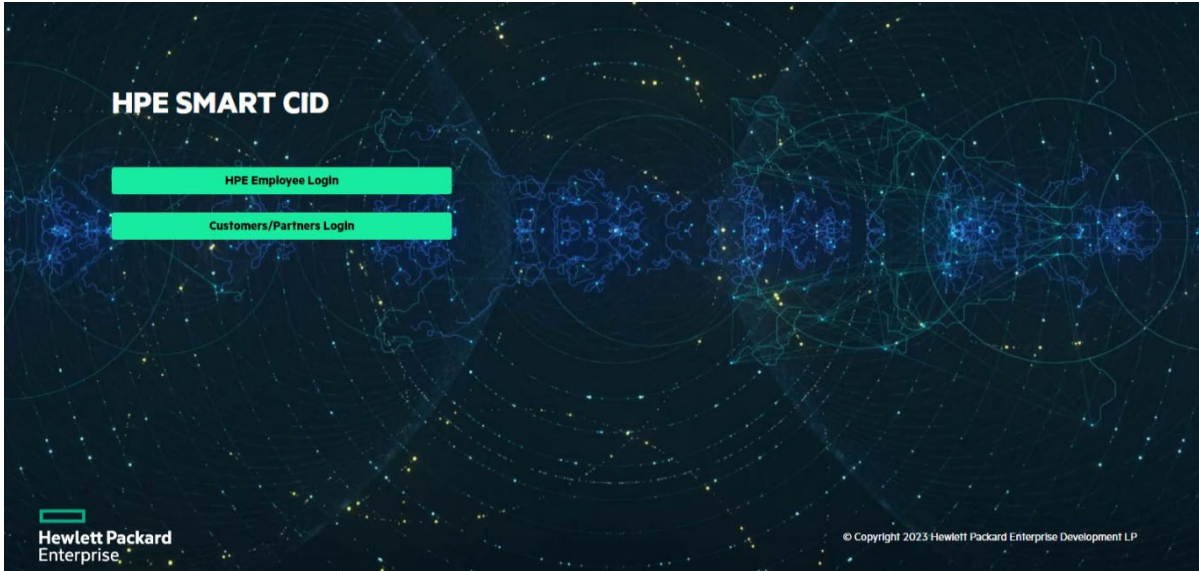 HPE SMART CID
HPE Employee Login
Customers/Partners Login
Hewlett Packard
Enterprise
© Copyright 2023 Hewlett Packard Enterprise Development LP